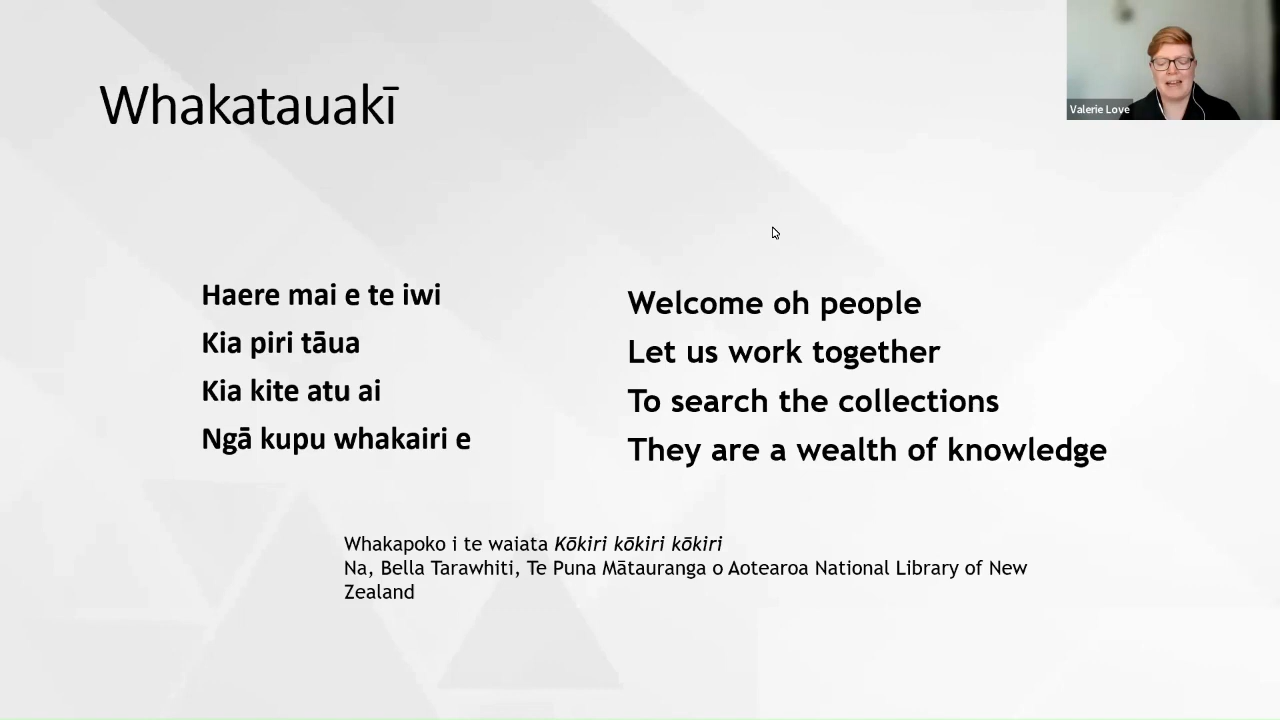 Whakatauakī
Valerie Love
Haere mai e te iwi
Kia piri tāua
Kia kite atu ai
Ngā kupu whakairi e
Welcome oh people
Let us work together
To search the collections
They are a wealth of knowledge
Whakapoko i te waiata Kōkiri kōkiri kōkiri
Na, Bella Tarawhiti, Te Puna Mātauranga o Aotearoa National Library of New
Zealand